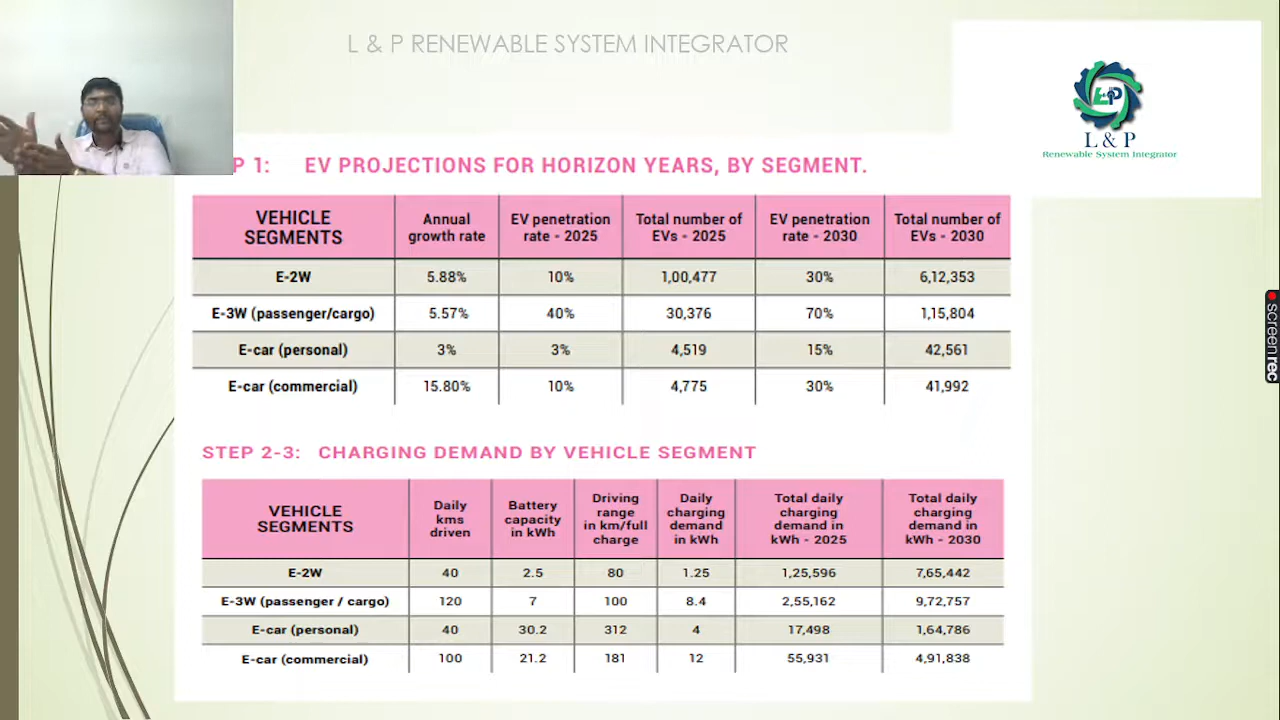 L & P RENEWABLE SYSTEM INTEGRATOR
L & P
Renewable System Integrator
P 1: EV PROJECTIONS FOR HORIZON YEARS, BY SEGMENT.
VEHICLE SEGMENTS Annual growth rate EV penetration rate - 2025 Total number of EVs - 2025 EV penetration rate - 2030 Total number of EVs - 2030
E-2W 5.88% 10% 1,00,477 30% 6,12,353
E-3W (passenger/cargo) 5.57% 40% 30,376 70% 1,15,804
E-car (personal) 3% 3% 4,519 15% 42,561
E-car (commercial) 15.80% 10% 4,775 30% 41,992
STEP 2-3: CHARGING DEMAND BY VEHICLE SEGMENT
VEHICLE SEGMENTS Daily kms driven Battery capacity in kWh Driving range in km/full charge Daily charging demand in kWh Total daily charging demand in kWh - 2025 Total daily charging demand in kWh - 2030
E-2W 40 2.5 80 1.25 1,25,596 7,65,442
E-3W (passenger / cargo) 120 7 100 8.4 2,55,162 9,72,757
E-car (personal) 40 30.2 312 4 17,498 1,64,786
E-car (commercial) 100 21.2 181 12 55,931 4,91,838
screenrec